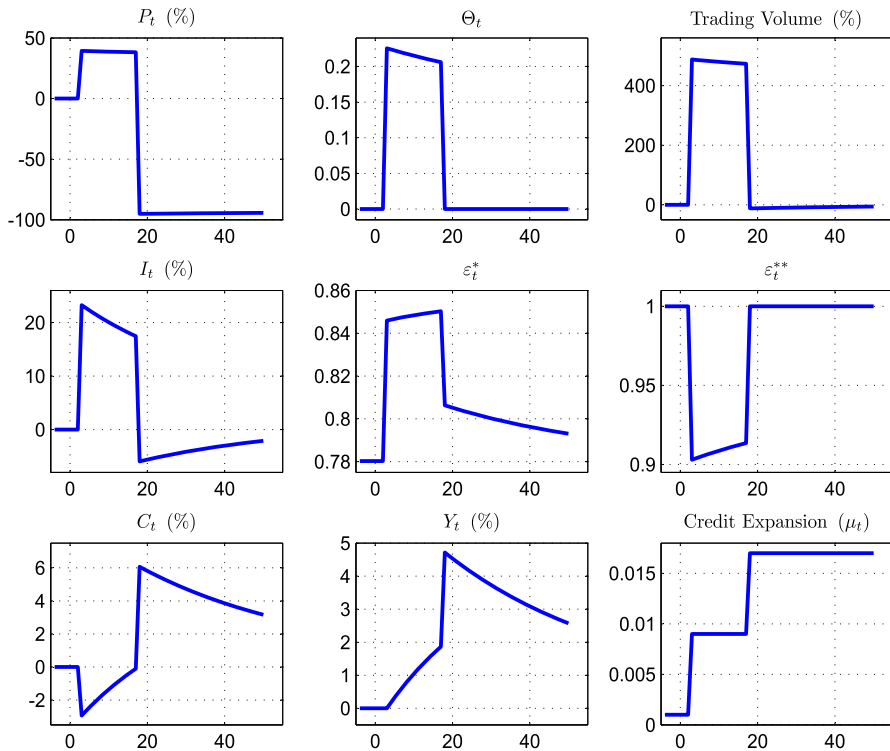 P_t (%)
Θ_t
Trading Volume (%)
50
0
-50
-100
0 20 40
0.2
0.15
0.1
0.05
0
0 20 40
400
200
0
0 20 40
I_t (%)
ε_t^*
ε_t^{**}
20
10
0
0 20 40
0.86
0.84
0.82
0.8
0.78
0 20 40
1
0.95
0.9
0 20 40
C_t (%)
Y_t (%)
Credit Expansion (μ_t)
6
4
2
0
-2
0 20 40
5
4
3
2
1
0
0 20 40
0.015
0.01
0.005
0
0 20 40